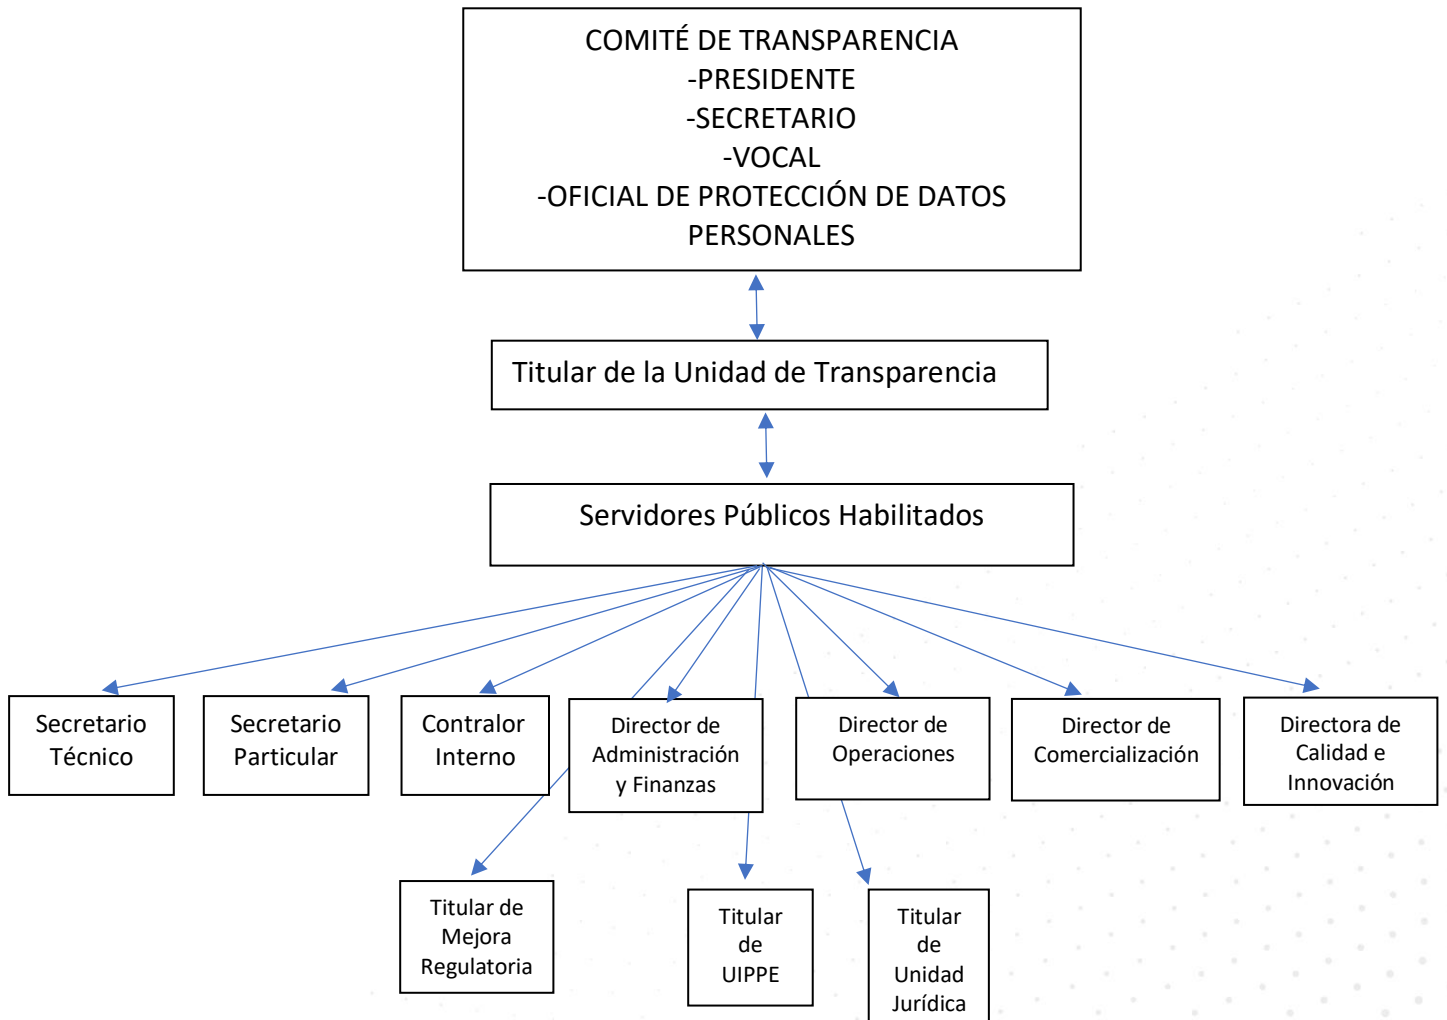 COMITÉ DE TRANSPARENCIA
-PRESIDENTE
-SECRETARIO
-VOCAL
-OFICIAL DE PROTECCIÓN DE DATOS
PERSONALES
Titular de la Unidad de Transparencia
Servidores Públicos Habilitados
Secretario
Técnico
Secretario
Particular
Contralor
Interno
Director de
Administración
y Finanzas
Director de
Operaciones
Director de
Comercialización
Directora de
Calidad e
Innovación
Titular de
Mejora
Regulatoria
Titular
de
UIPPE
Titular
de
Unidad
Jurídica